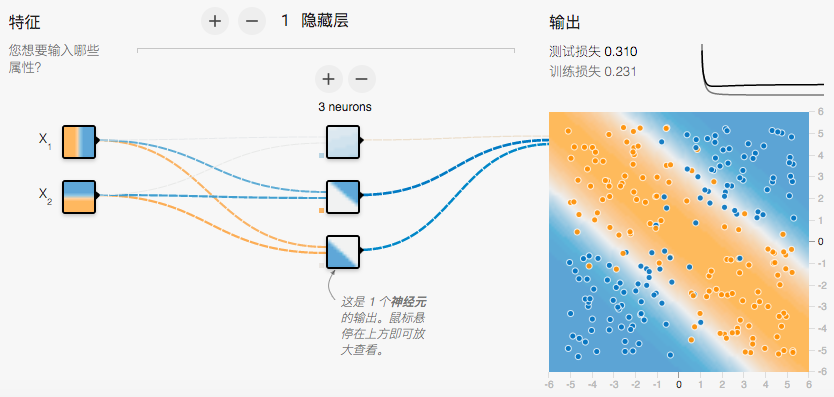 特征
您想要输入哪些
属性?
1 隐藏层
3 neurons
X1
X2
这是 1 个神经元
的输出。鼠标悬
停在上方即可放
大查看。
输出
测试损失 0.310
训练损失 0.231
6
5
4
3
2
1
0
-1
-2
-3
-4
-5
-6
-6 -5 -4 -3 -2 -1 0 1 2 3 4 5 6